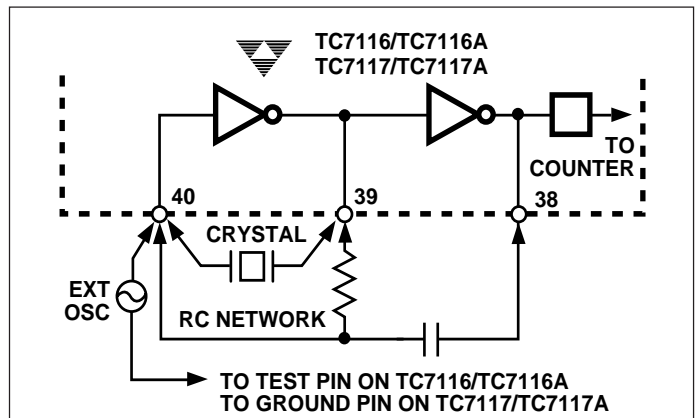 TC7116/TC7116A
TC7117/TC7117A
TO
COUNTER
40
39
38
CRYSTAL
EXT
OSC
RC NETWORK
TO TEST PIN ON TC7116/TC7116A
TO GROUND PIN ON TC7117/TC7117A